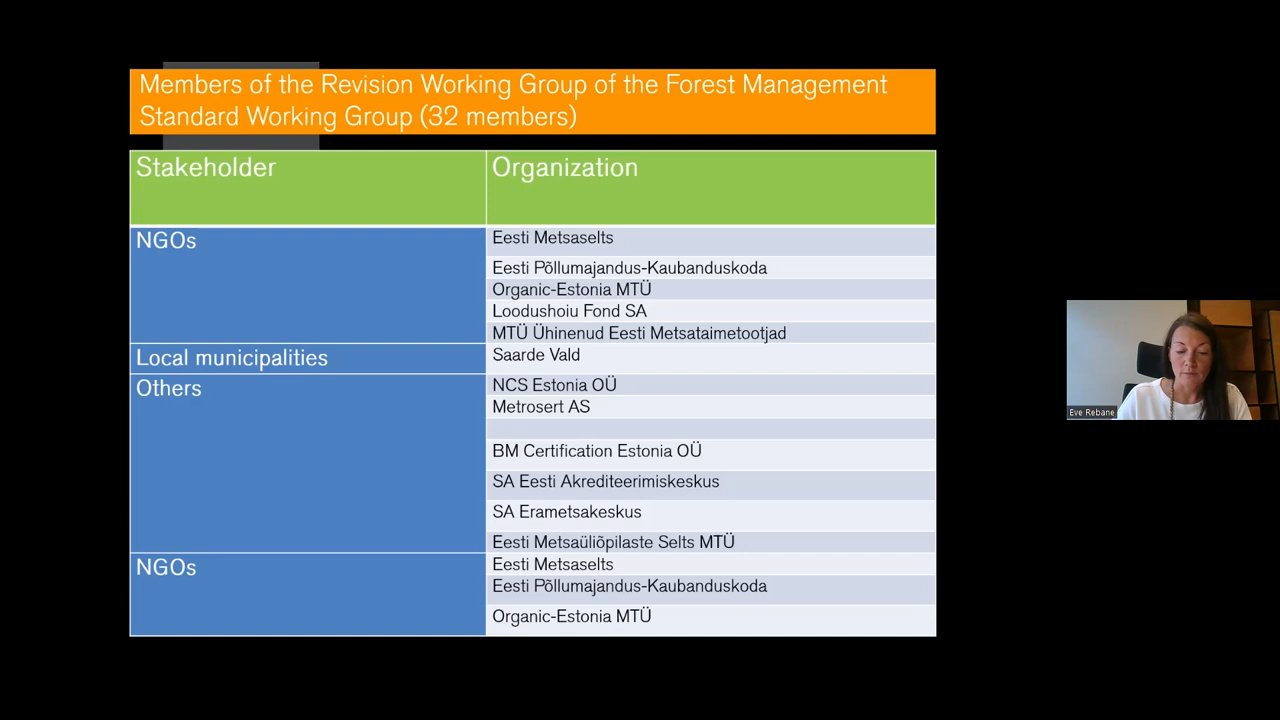 Members of the Revision Working Group of the Forest Management
Standard Working Group (32 members)
Stakeholder
Organization
NGOs
Eesti Metsaselts
Eesti Põllumajandus-Kaubanduskoda
Organic-Estonia MTÜ
Loodushoiu Fond SA
MTÜ Ühinenud Eesti Metsataimetootjad
Local municipalities
Saarde Vald
Others
NCS Estonia OÜ
Metrosert AS
BM Certification Estonia OÜ
SA Eesti Akrediteerimiskeskus
SA Erametsakeskus
Eesti Metsaüliõpilaste Selts MTÜ
NGOs
Eesti Metsaselts
Eesti Põllumajandus-Kaubanduskoda
Organic-Estonia MTÜ
Eve Rebane